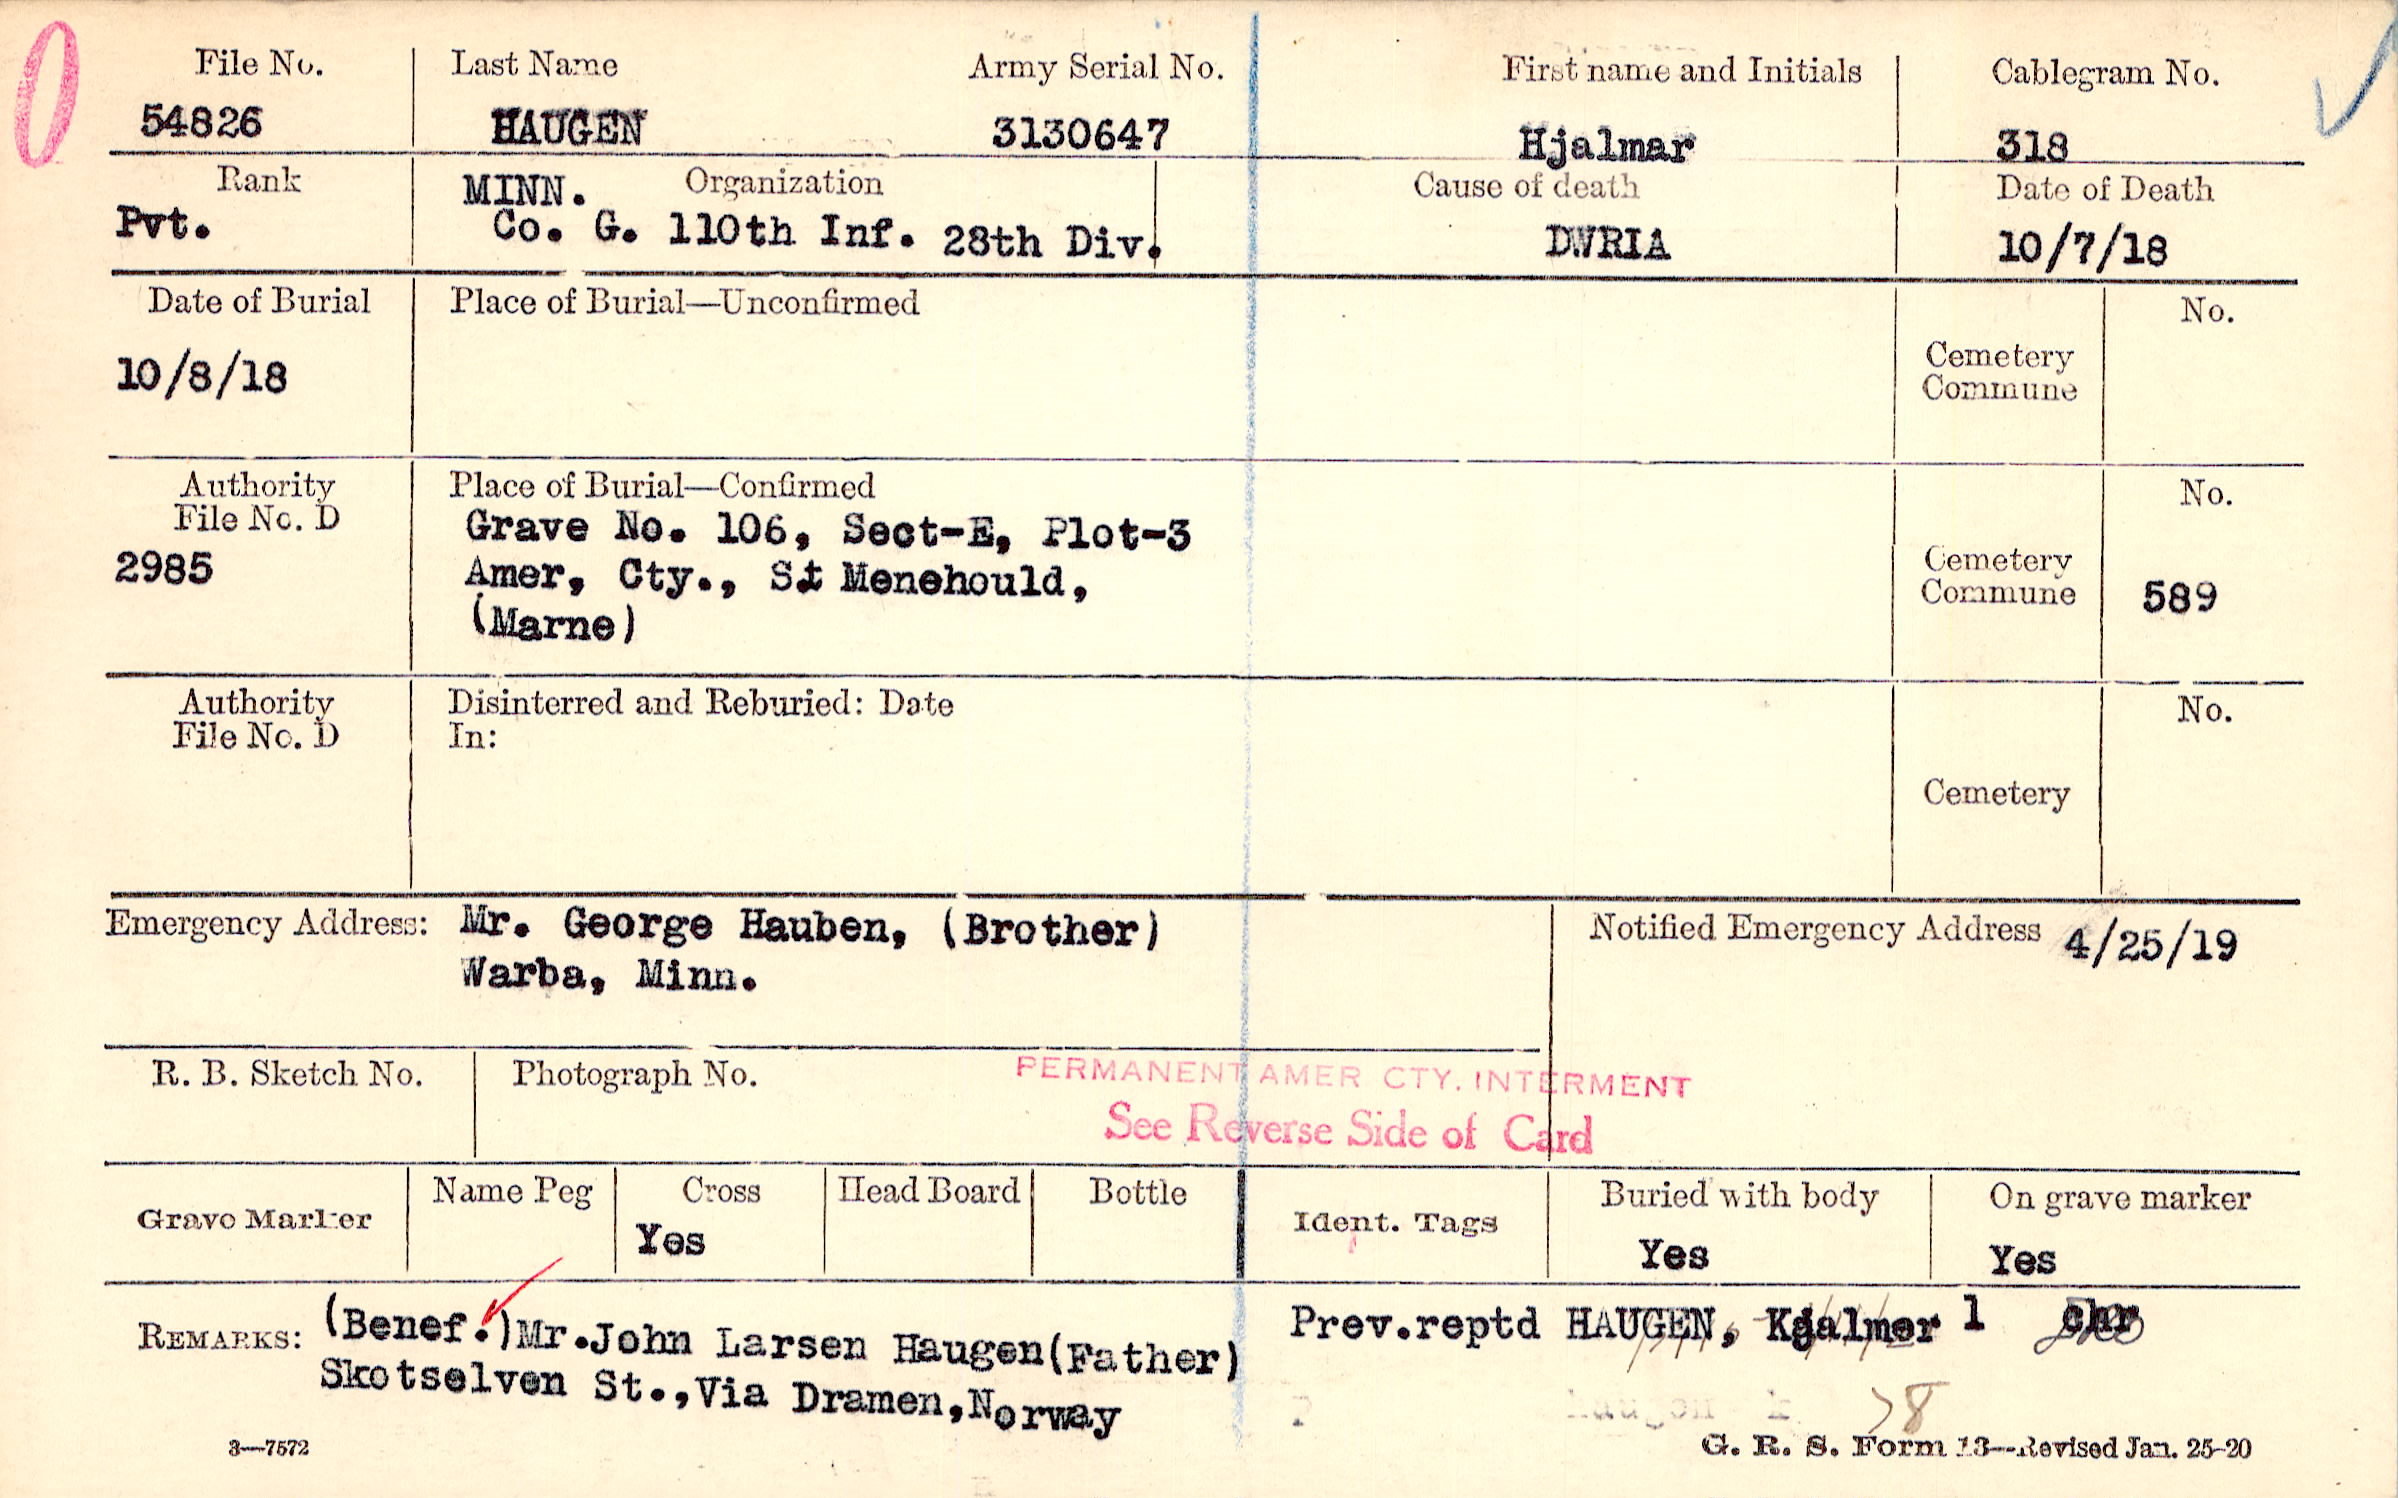 File No. Last Name Army Serial No. First name and Initials Cablegram No.
54826 HAUGEN 3130647 Hjalmar 318
Rank MINN. Organization Cause of death Date of Death
Pvt. Co. G. 110th Inf. 28th Div. DWRIA 10/7/18
Date of Burial Place of Burial—Unconfirmed No.
10/8/18 Cemetery
Commune
Authority Place of Burial—Confirmed No.
File No. D Grave No. 106, Sect-E, Plot-3
2985 Amer, Cty., St Menehould, Cemetery
Commune 589
(Marne)
Authority Disinterred and Reburied: Date No.
File No. D In:
Cemetery
Emergency Address: Mr. George Hauben, (Brother) Notified Emergency Address 4/25/19
Warba, Minn.
R. B. Sketch No. Photograph No. PERMANENT AMER CTY. INTERMENT
See Reverse Side of Card
Name Peg Cross Head Board Bottle Buried with body On grave marker
Grave Marker Ident. Tags
Yes Yes Yes
REMARKS: (Benef.) Mr. John Larsen Haugen (Father) Prev. reptd HAUGEN, Kjalmer 1 chr
Skotselven St., Via Dramen, Norway
78
3—7572 G. R. S. Form 13—Revised Jan. 25-20